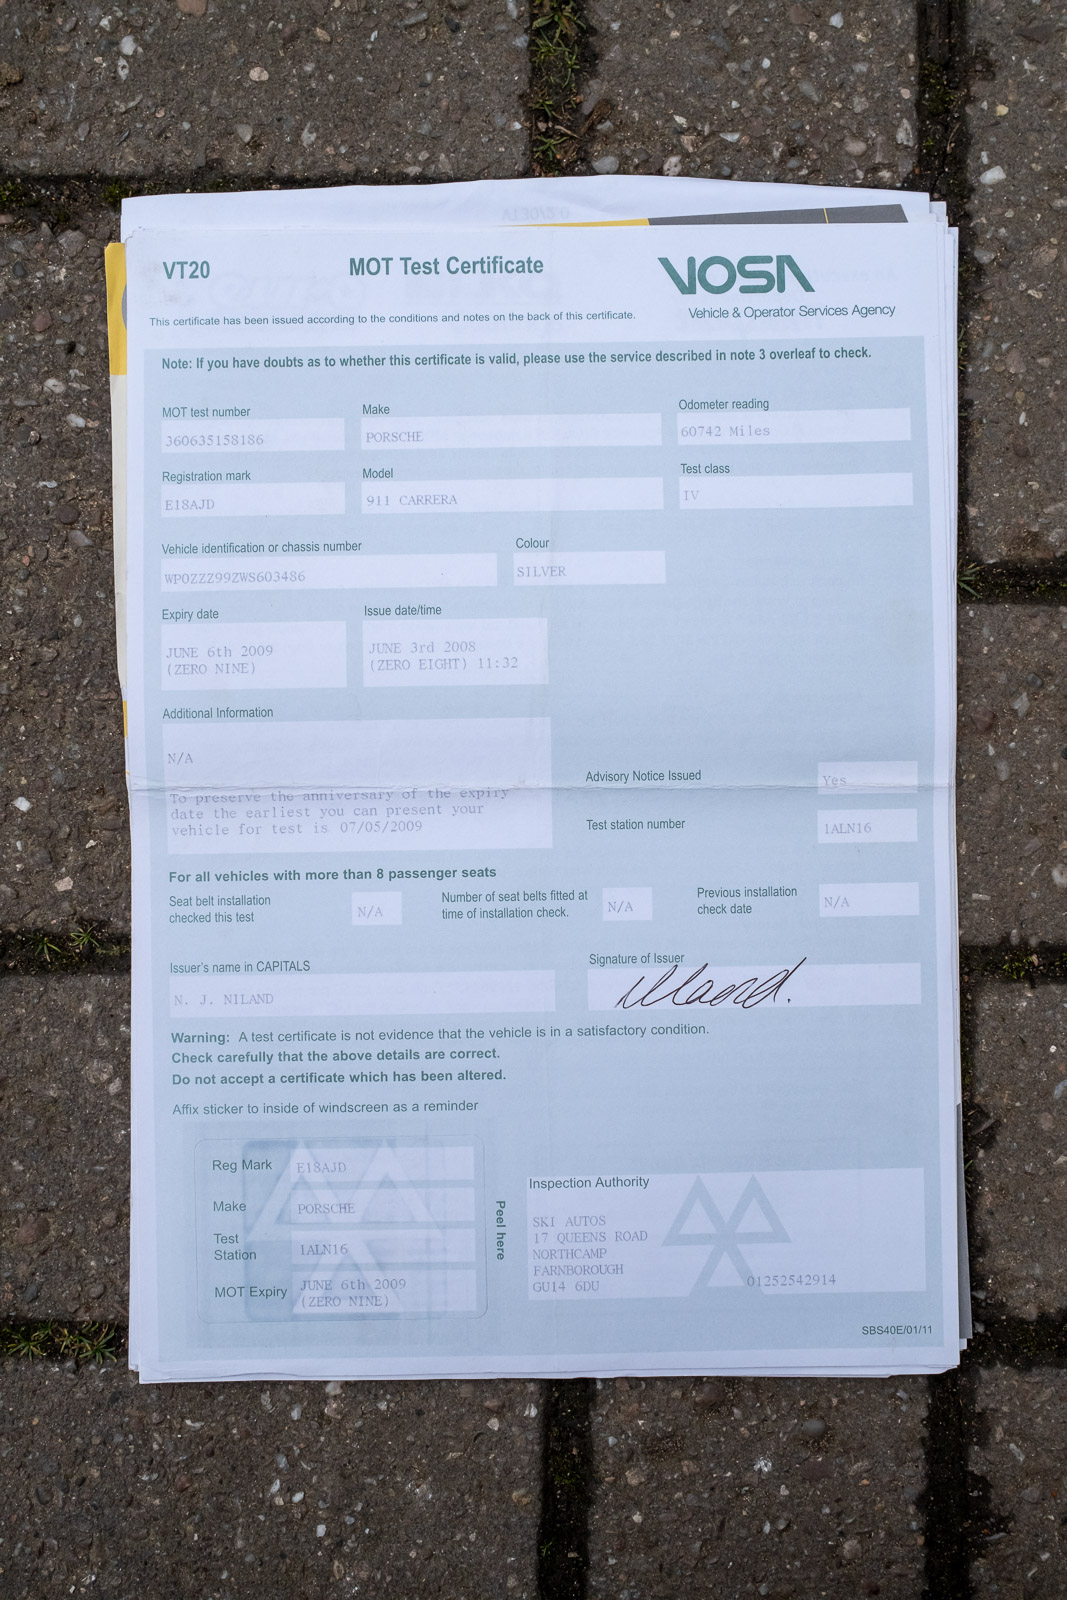 VT20
MOT Test Certificate
VOSA
Vehicle & Operator Services Agency
This certificate has been issued according to the conditions and notes on the back of this certificate.
Note: If you have doubts as to whether this certificate is valid, please use the service described in note 3 overleaf to check.
MOT test number
360635158186
Make
PORSCHE
Odometer reading
60742 Miles
Registration mark
E18AJD
Model
911 CARRERA
Test class
IV
Vehicle identification or chassis number
WP0ZZZ99ZWS603486
Colour
SILVER
Expiry date
JUNE 6th 2009
(ZERO NINE)
Issue date/time
JUNE 3rd 2008
(ZERO EIGHT) 11:32
Additional Information
N/A
To preserve the anniversary of the expiry
date the earliest you can present your
vehicle for test is 07/05/2009
Advisory Notice Issued
Yes
Test station number
1ALN16
For all vehicles with more than 8 passenger seats
Seat belt installation
checked this test
N/A
Number of seat belts fitted at
time of installation check.
N/A
Previous installation
check date
N/A
Issuer's name in CAPITALS
N. J. NILAND
Signature of Issuer
Warning: A test certificate is not evidence that the vehicle is in a satisfactory condition.
Check carefully that the above details are correct.
Do not accept a certificate which has been altered.
Affix sticker to inside of windscreen as a reminder
Reg Mark
E18AJD
Make
PORSCHE
Test
Station
1ALN16
MOT Expiry
JUNE 6th 2009
(ZERO NINE)
Peel here
Inspection Authority
SKI AUTOS
17 QUEENS ROAD
NORTHCAMP
FARNBOROUGH
GU14 6DU
01252542914
SBS40E/01/11